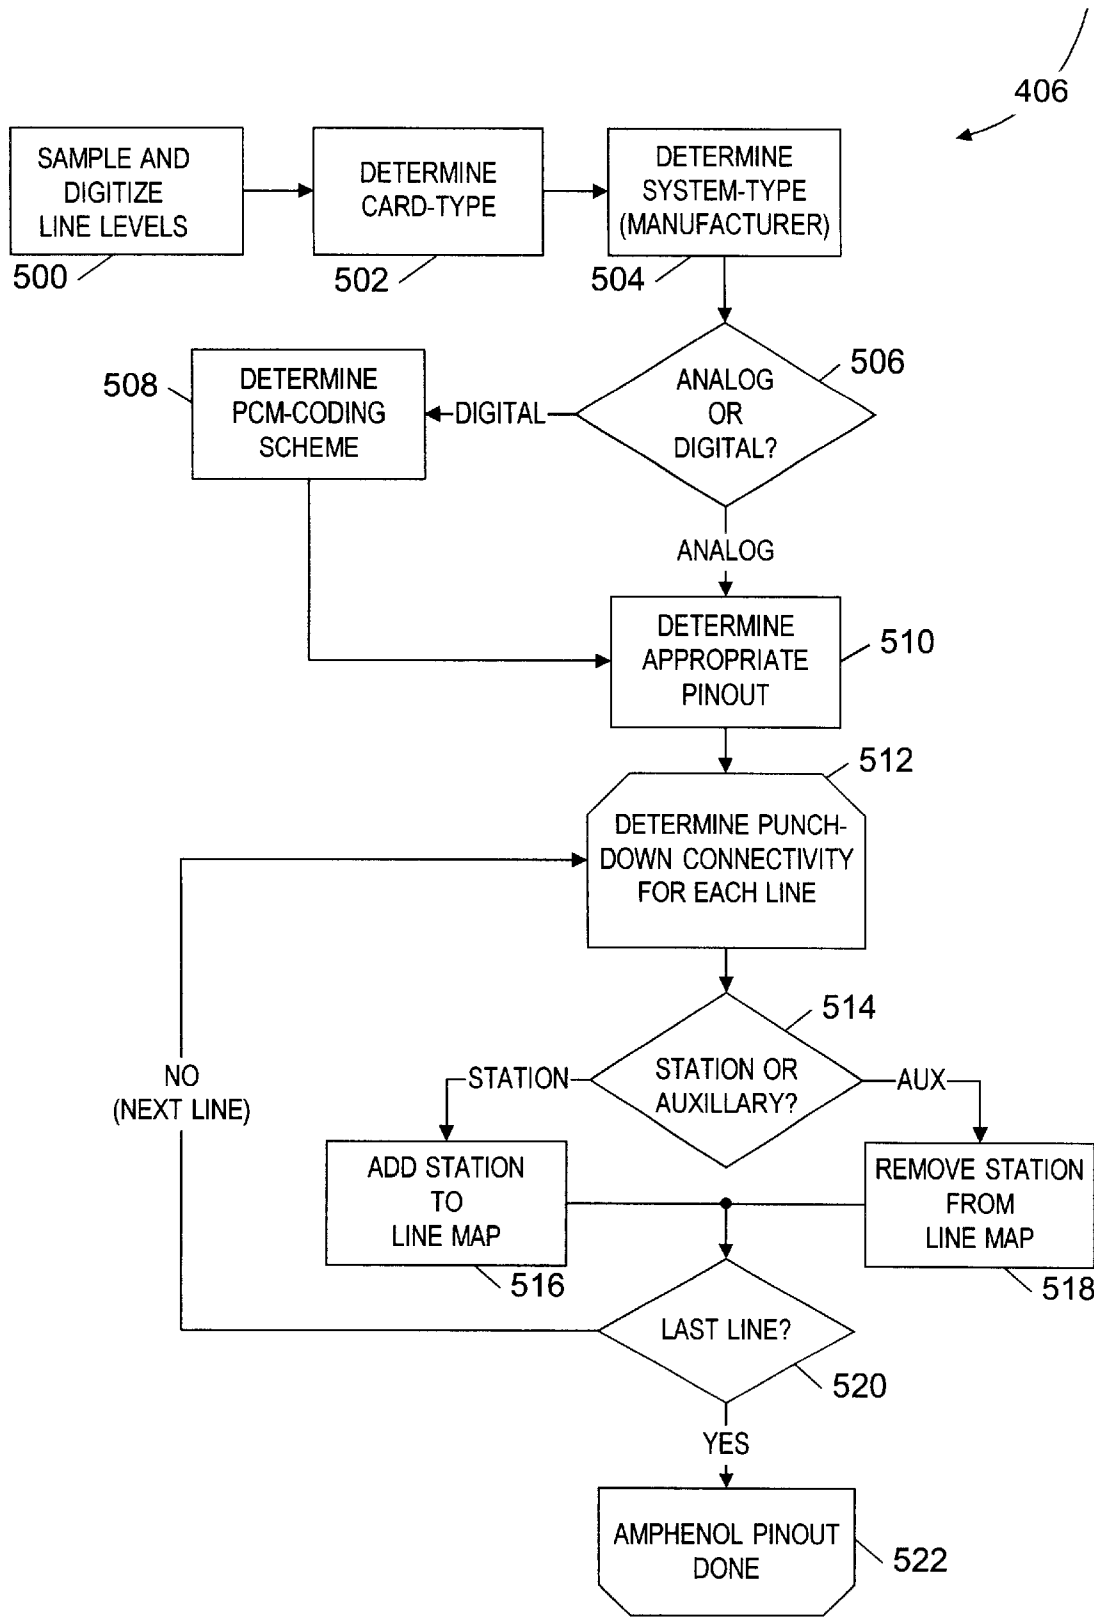 406
SAMPLE AND
DIGITIZE
LINE LEVELS
500
DETERMINE
CARD-TYPE
502
DETERMINE
SYSTEM-TYPE
(MANUFACTURER)
504
ANALOG
OR
DIGITAL?
506
DIGITAL
DETERMINE
PCM-CODING
SCHEME
508
ANALOG
DETERMINE
APPROPRIATE
PINOUT
510
DETERMINE PUNCH-
DOWN CONNECTIVITY
FOR EACH LINE
512
STATION OR
AUXILLARY?
514
STATION
AUX
NO
(NEXT LINE)
ADD STATION
TO
LINE MAP
516
REMOVE STATION
FROM
LINE MAP
518
LAST LINE?
520
YES
AMPHENOL PINOUT
DONE
522